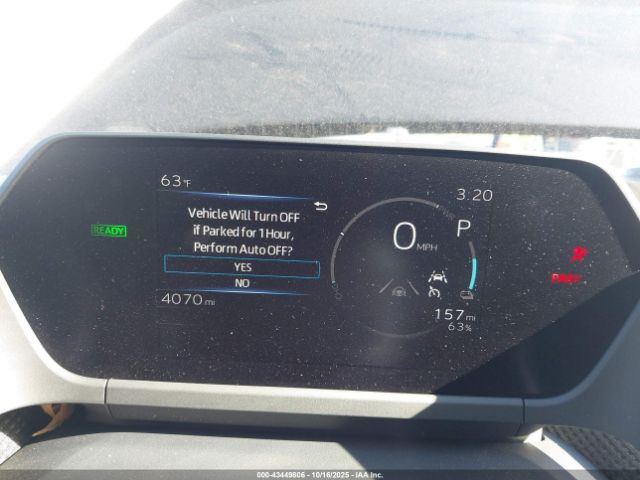 63°F
3:20
Vehicle Will Turn OFF
if Parked for 1 Hour,
Perform Auto OFF?
YES
NO
READY
0 MPH
P
4070 mi
157 mi
63%
000-43449806 - 10/16/2025 - Copyright © IAA, Inc.